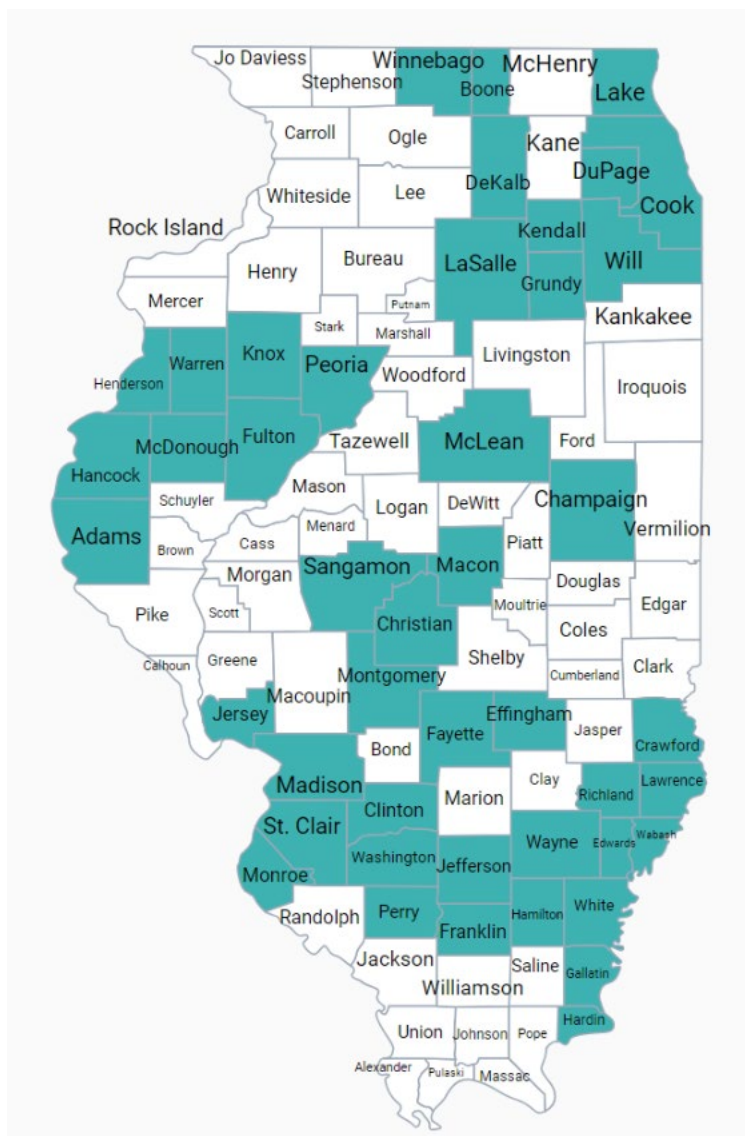 Jo Daviess
Stephenson
Winnebago
Boone
McHenry
Lake
Carroll
Ogle
DeKalb
Kane
DuPage
Cook
Whiteside
Lee
Rock Island
Kendall
Will
Henry
Bureau
LaSalle
Grundy
Mercer
Putnam
Stark
Marshall
Kankakee
Henderson
Warren
Knox
Peoria
Woodford
Livingston
Iroquois
Hancock
McDonough
Fulton
Tazewell
McLean
Ford
Schuyler
Mason
Logan
DeWitt
Champaign
Vermilion
Adams
Brown
Cass
Menard
Piatt
Sangamon
Macon
Morgan
Douglas
Pike
Scott
Christian
Moultrie
Edgar
Coles
Calhoun
Greene
Shelby
Cumberland
Clark
Macoupin
Montgomery
Jersey
Fayette
Effingham
Jasper
Crawford
Bond
Madison
Marion
Clay
Richland
Lawrence
St. Clair
Clinton
Wayne
Edwards
Wabash
Washington
Jefferson
Monroe
Randolph
Perry
Franklin
Hamilton
White
Jackson
Williamson
Saline
Gallatin
Union
Johnson
Pope
Hardin
Alexander
Pulaski
Massac